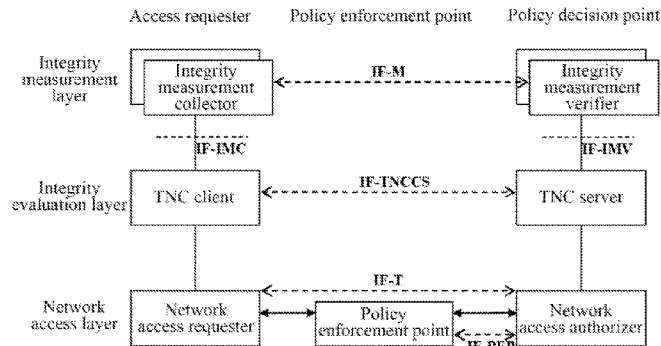 Access requester
Policy enforcement point
Policy decision point
Integrity
measurement
layer
Integrity
measurement
collector
IF-M
Integrity
measurement
verifier
IF-IMC
IF-IMV
Integrity
evaluation layer
TNC client
IF-TNCCS
TNC server
IF-T
Network
access layer
Network
access requester
Policy
enforcement point
Network
access authorizer
IF-PEP